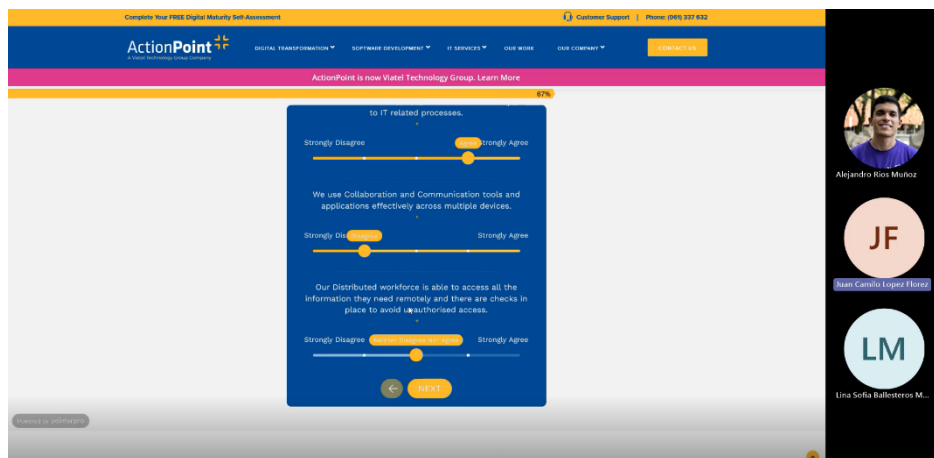 Complete Your FREE Digital Maturity Self-Assessment
Customer Support | Phone: (061) 337 632
ActionPoint
A Viatel Technology Group Company
DIGITAL TRANSFORMATION
SOFTWARE DEVELOPMENT
IT SERVICES
OUR WORK
OUR COMPANY
CONTACT US
ActionPoint is now Viatel Technology Group. Learn More
67%
to IT related processes.
*
Strongly Disagree
Agree
Strongly Agree
We use Collaboration and Communication tools and
applications effectively across multiple devices.
*
Strongly Dis
Disagree
Strongly Agree
Our Distributed workforce is able to access all the
information they need remotely and there are checks in
place to avoid unauthorised access.
*
Strongly Disagree
Neither Disagree nor Agree
Strongly Agree
NEXT
Powered by pointerpro
Alejandro Rios Muñoz
JF
Juan Camilo Lopez Florez
LM
Lina Sofia Ballesteros M...